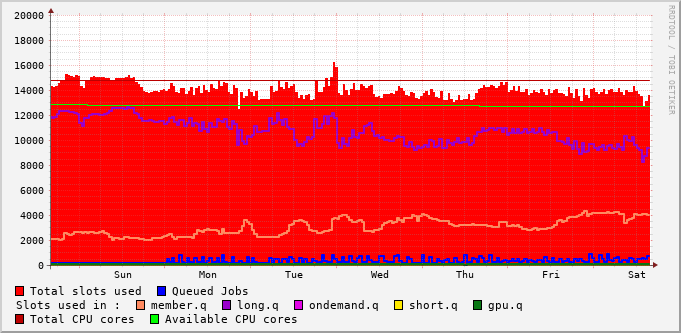 20000
18000
16000
14000
12000
10000
8000
6000
4000
2000
0
Sun Mon Tue Wed Thu Fri Sat
Total slots used Queued Jobs
Slots used in : member.q long.q ondemand.q short.q gpu.q
Total CPU cores Available CPU cores
RRDTOOL / TOBI OETIKER